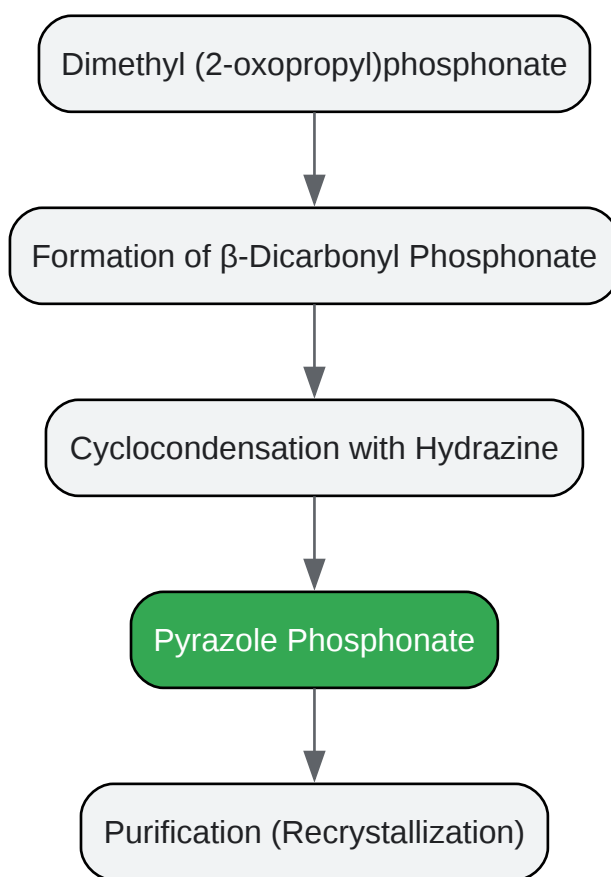 Dimethyl (2-oxopropyl)phosphonate
Formation of β-Dicarbonyl Phosphonate
Cyclocondensation with Hydrazine
Pyrazole Phosphonate
Purification (Recrystallization)